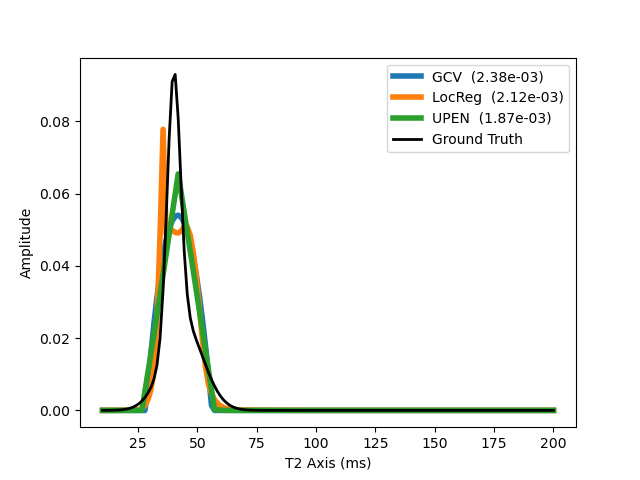 GCV (2.38e-03)
LocReg (2.12e-03)
UPEN (1.87e-03)
Ground Truth
Amplitude
0.08
0.06
0.04
0.02
0.00
25 50 75 100 125 150 175 200
T2 Axis (ms)